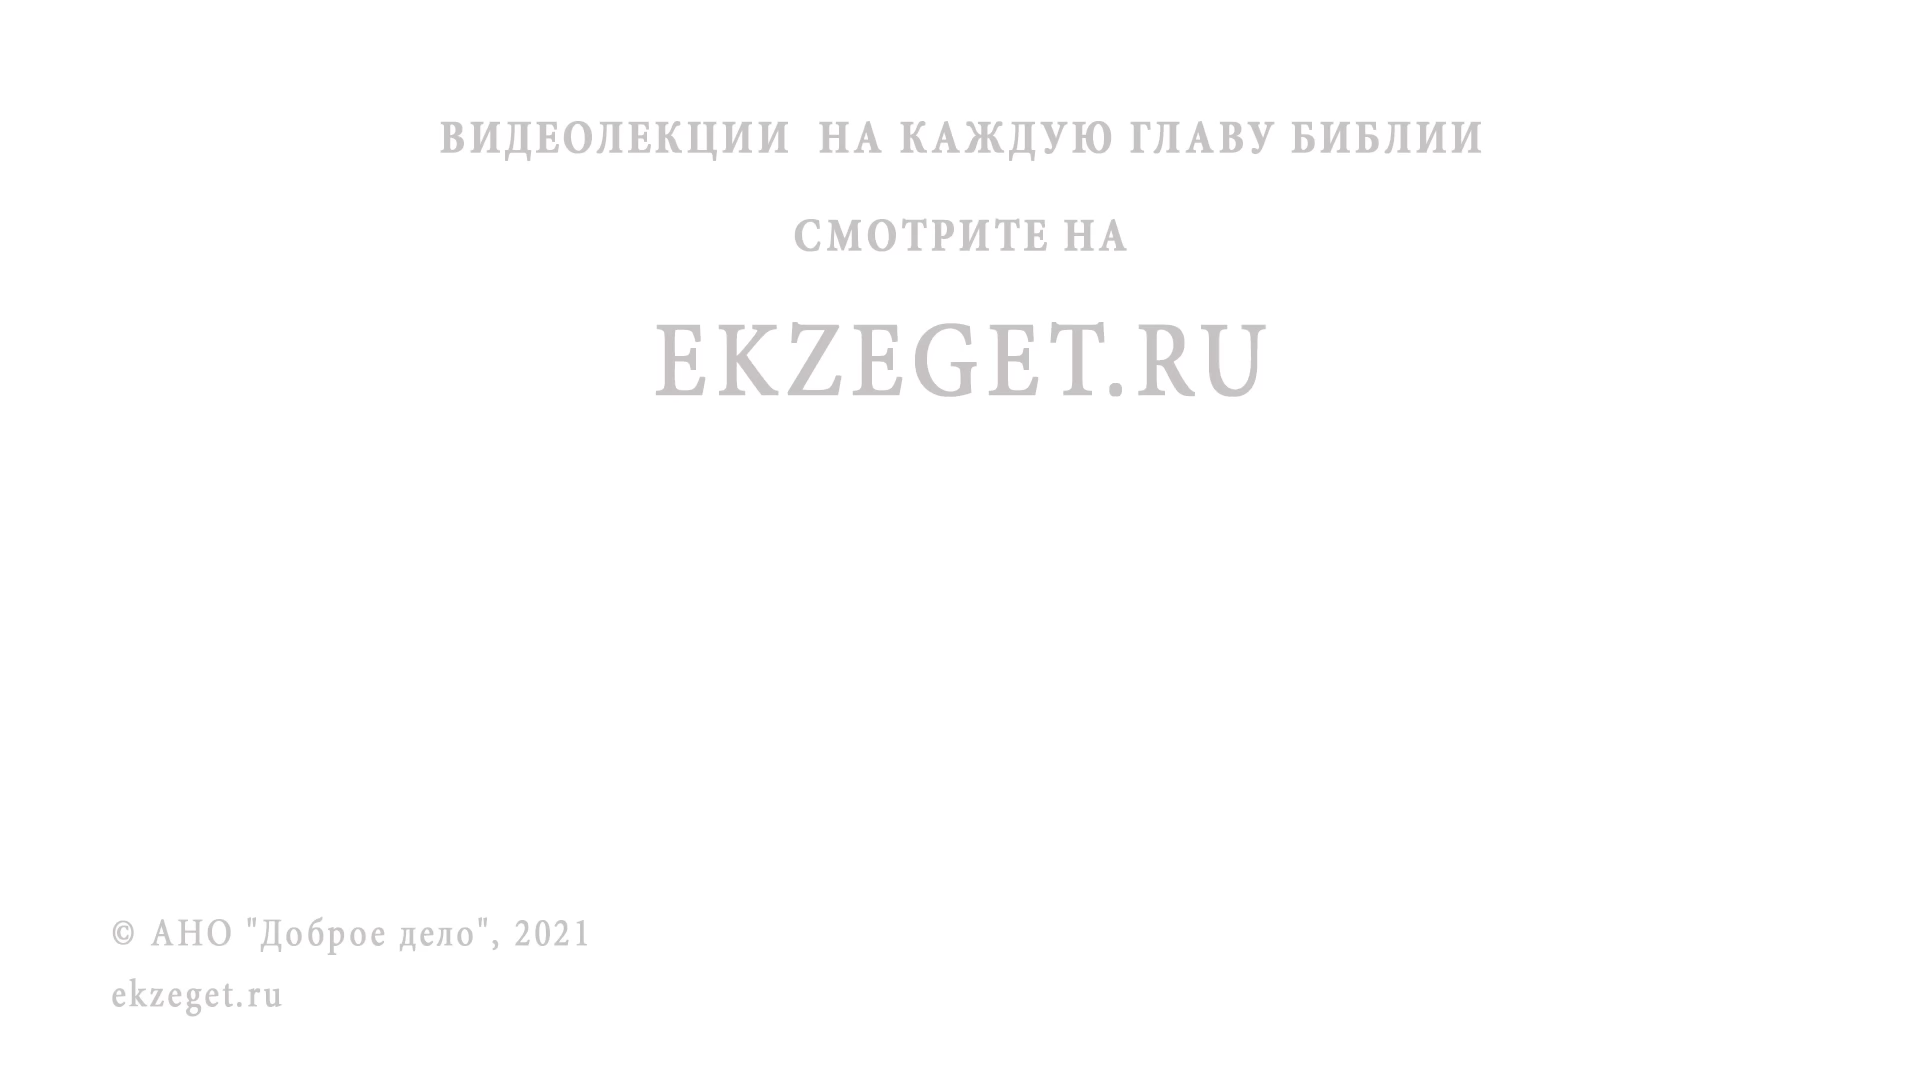 ВИДЕОЛЕКЦИИ НА КАЖДУЮ ГЛАВУ БИБЛИИ
СМОТРИТЕ НА
EKZEGET.RU
© АНО "Доброе дело", 2021
ekzeget.ru